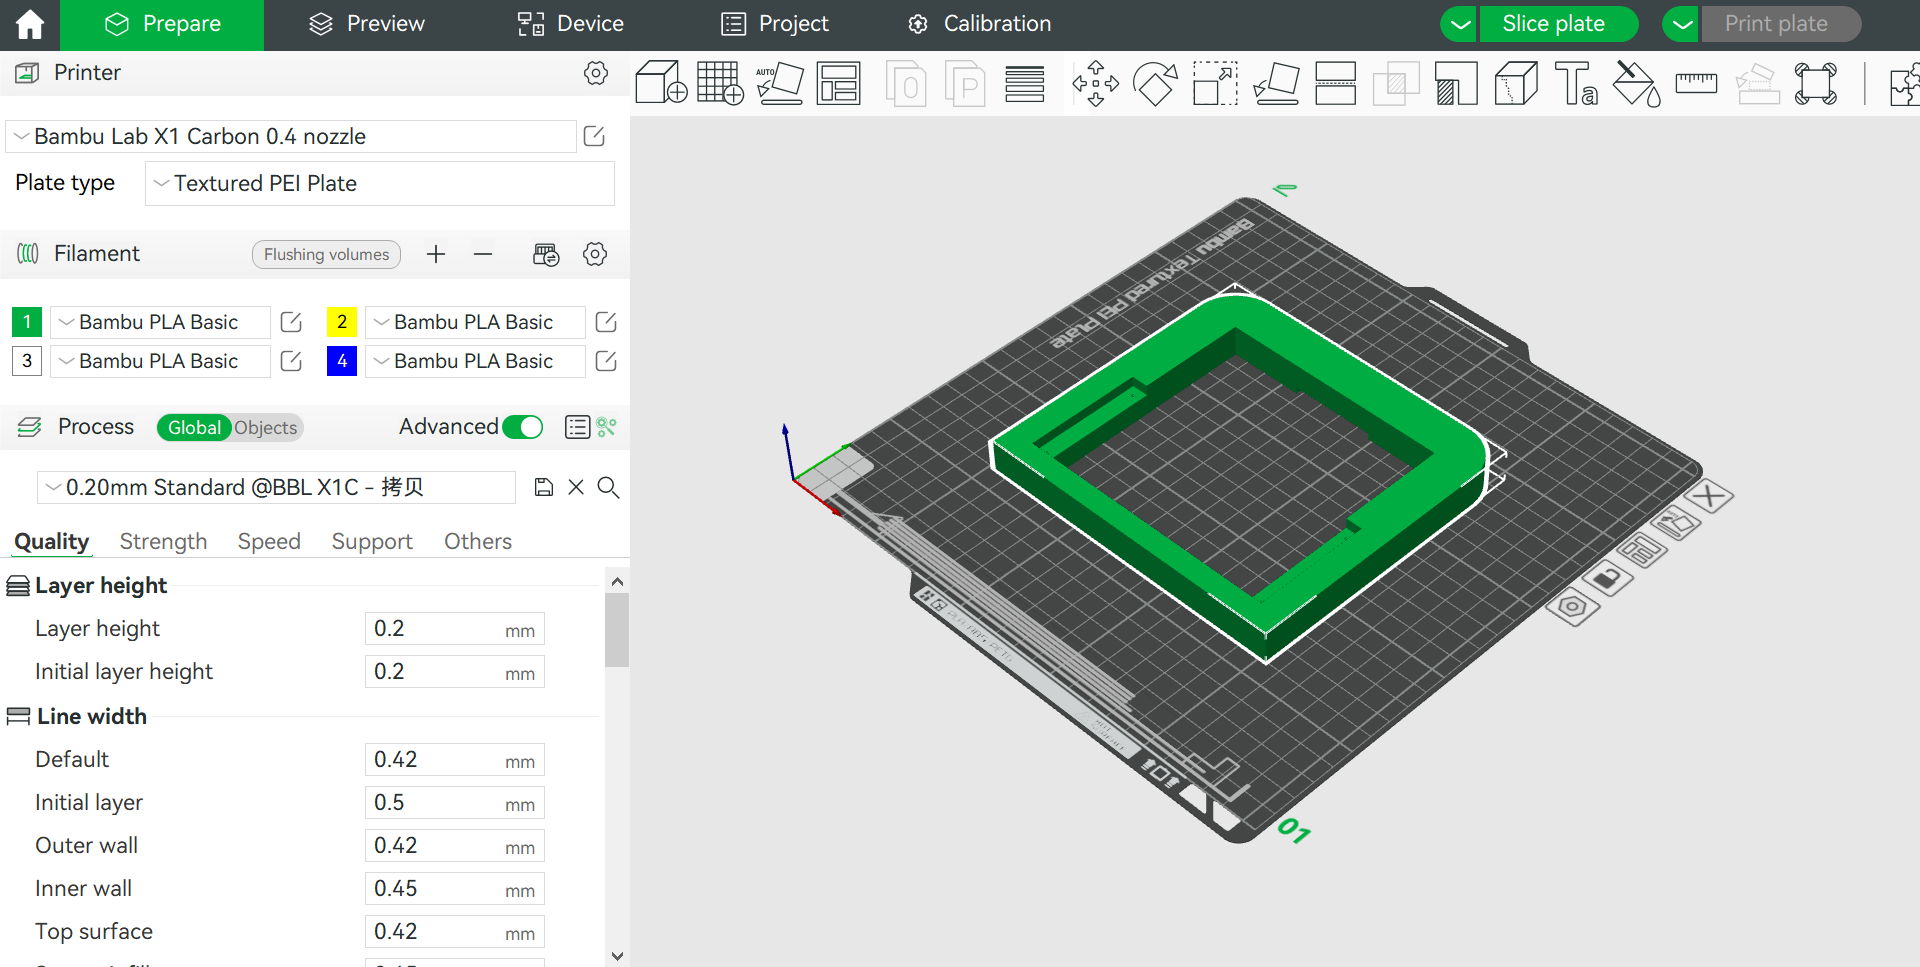 Prepare
Preview
Device
Project
Calibration
Slice plate
Print plate
Printer
Bambu Lab X1 Carbon 0.4 nozzle
Plate type
Textured PEI Plate
Filament
Flushing volumes
1
Bambu PLA Basic
2
Bambu PLA Basic
3
Bambu PLA Basic
4
Bambu PLA Basic
Process
Global
Objects
Advanced
0.20mm Standard @BBL X1C - 拷贝
Quality
Strength
Speed
Support
Others
Layer height
Layer height
0.2
mm
Initial layer height
0.2
mm
Line width
Default
0.42
mm
Initial layer
0.5
mm
Outer wall
0.42
mm
Inner wall
0.45
mm
Top surface
0.42
mm
AUTO
O
P
Ta
Bambu Textured PEI Plate
01